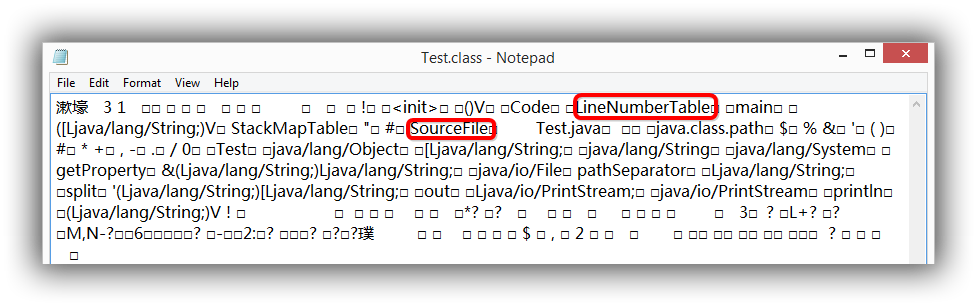 Test.class - Notepad
File Edit Format View Help
漱壕 3 1 □□ □ □ □ □ □ □ □ □ □ !□ □<init>□ □()V□ □Code□ □LineNumberTable□ □main□ □
([Ljava/lang/String;)V□ StackMapTable□ "□ #□ SourceFile□ Test.java□ □□ □java.class.path□ $□ % &□ '□ ( )□
#□ * +□ , -□ .□ / 0□ □Test□ □java/lang/Object□ □[Ljava/lang/String;□ □java/lang/String□ □java/lang/System□ □
getProperty□ &(Ljava/lang/String;)Ljava/lang/String;□ □java/io/File□ pathSeparator□ □Ljava/lang/String;□
□split□ '(Ljava/lang/String;)[Ljava/lang/String;□ □out□ □Ljava/io/PrintStream;□ □java/io/PrintStream□ □println□
□(Ljava/lang/String;)V ! □ □ □ □ □ □ □ □*? □? □ □ □ □ □ □ □ □ □ □ 3□ ? □L+? □?
□M,N-?□□6□□□□□? □-□□2:□? □□□? □?□?璞 □ □ □ □ □ □ $ □ , □ 2 □ □ □ □ □□ □□ □□ □□ □□□ ? □ □ □
□